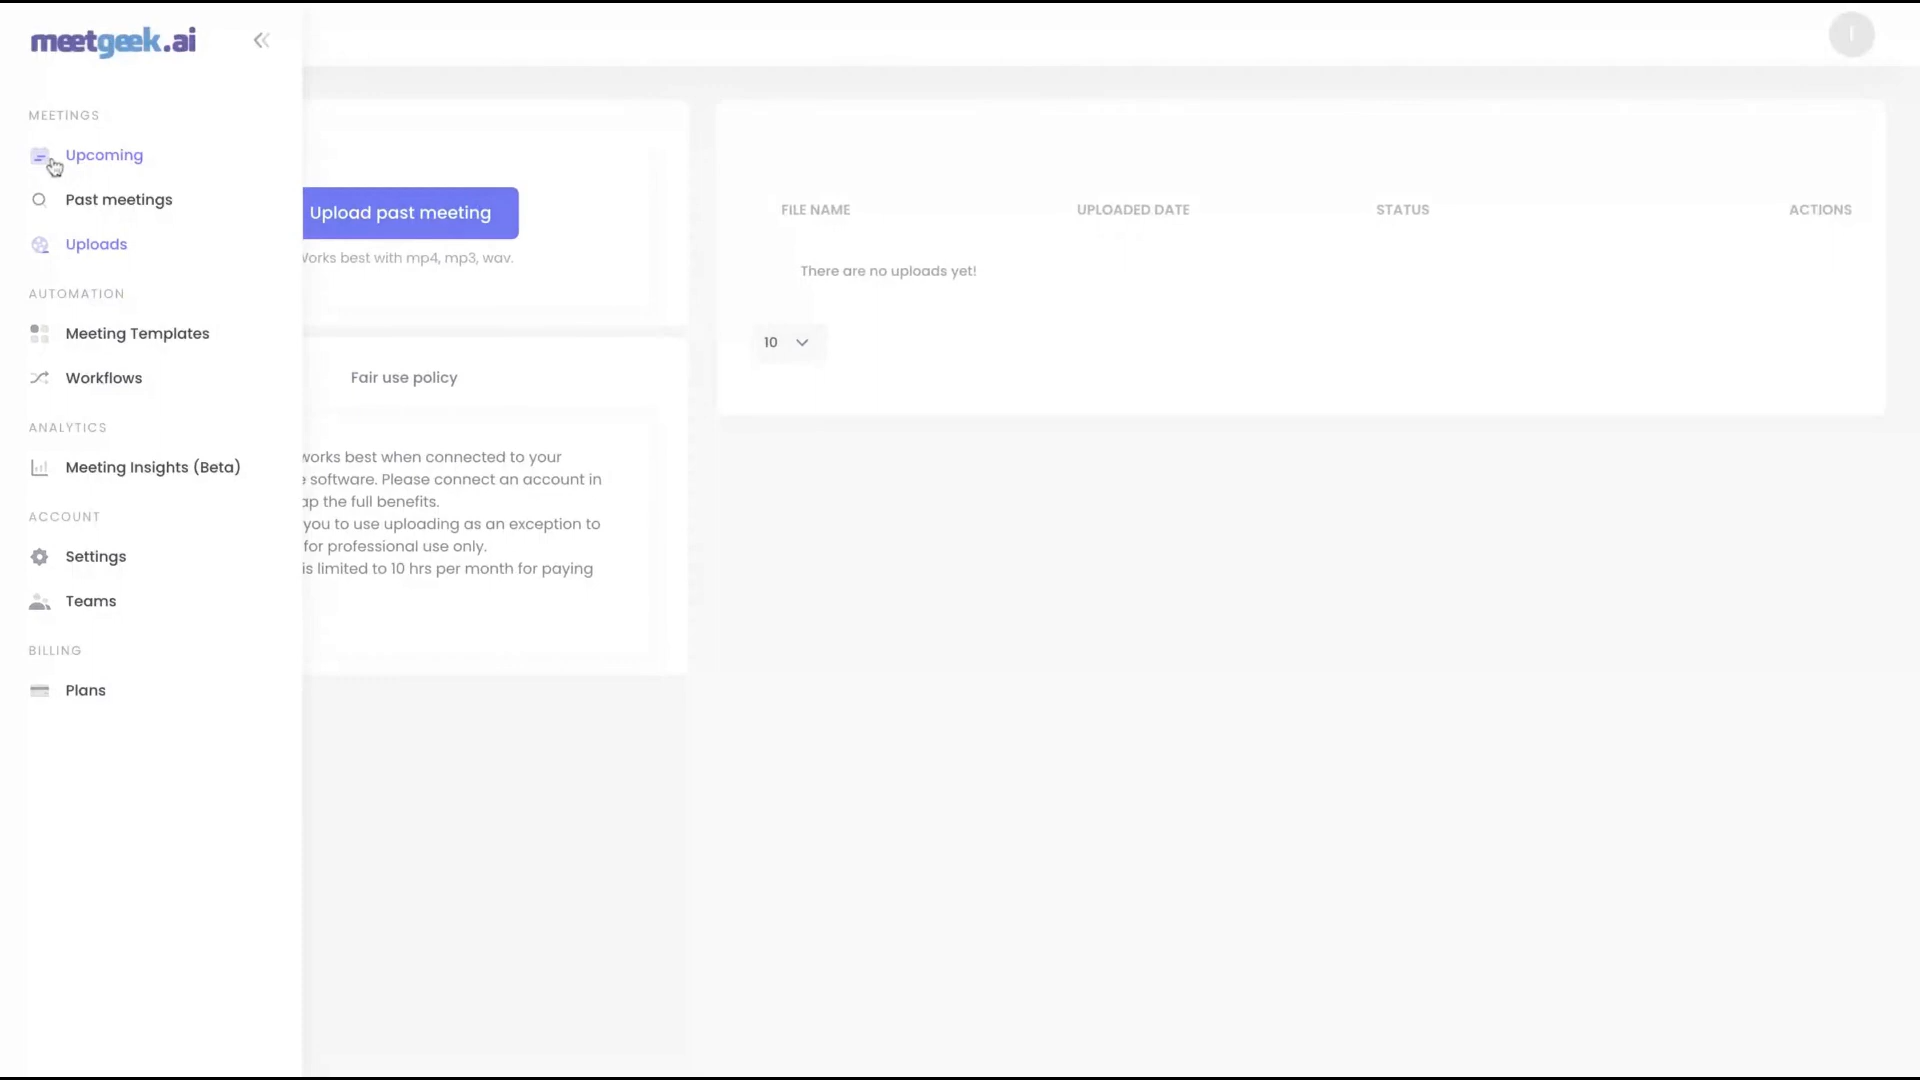 meetgeek.ai
MEETINGS
Upcoming
Past meetings
Uploads
AUTOMATION
Meeting Templates
Workflows
ANALYTICS
Meeting Insights (Beta)
ACCOUNT
Settings
Teams
BILLING
Plans
Upload past meeting
Works best with mp4, mp3, wav.
Fair use policy
works best when connected to your
software. Please connect an account in
the full benefits.
you to use uploading as an exception to
for professional use only.
is limited to 10 hrs per month for paying
FILE NAME UPLOADED DATE STATUS ACTIONS
There are no uploads yet!
10
I